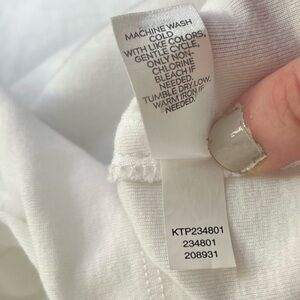 MACHINE WASH
COLD
WITH LIKE COLORS,
GENTLE CYCLE,
ONLY NON-
CHLORINE
BLEACH IF
NEEDED.
TUMBLE DRY LOW.
WARM IRON IF
NEEDED.
KTP234801
234801
208931